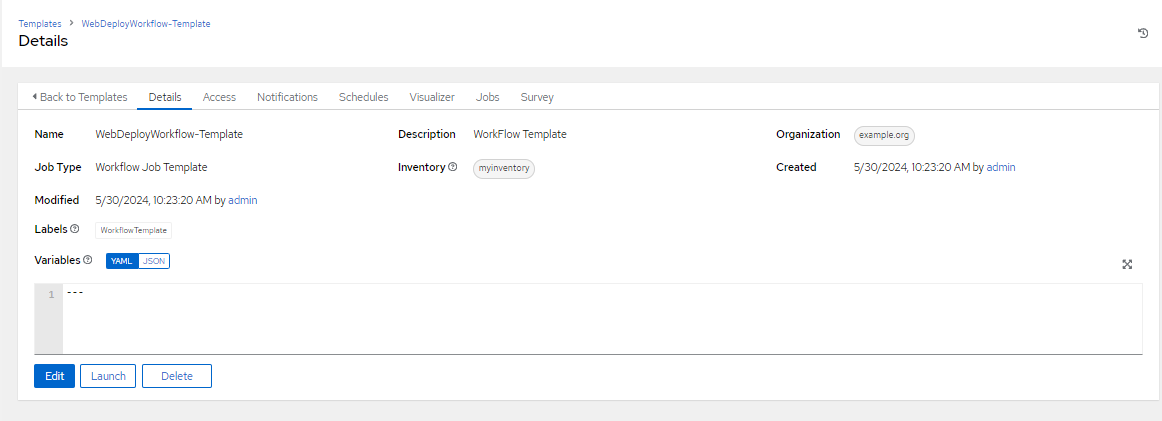 Templates > WebDeployWorkflow-Template
Details
Back to Templates Details Access Notifications Schedules Visualizer Jobs Survey
Name WebDeployWorkflow-Template Description WorkFlow Template Organization example.org
Job Type Workflow Job Template Inventory myinventory Created 5/30/2024, 10:23:20 AM by admin
Modified 5/30/2024, 10:23:20 AM by admin
Labels WorkflowTemplate
Variables YAML JSON
1 ---
Edit Launch Delete